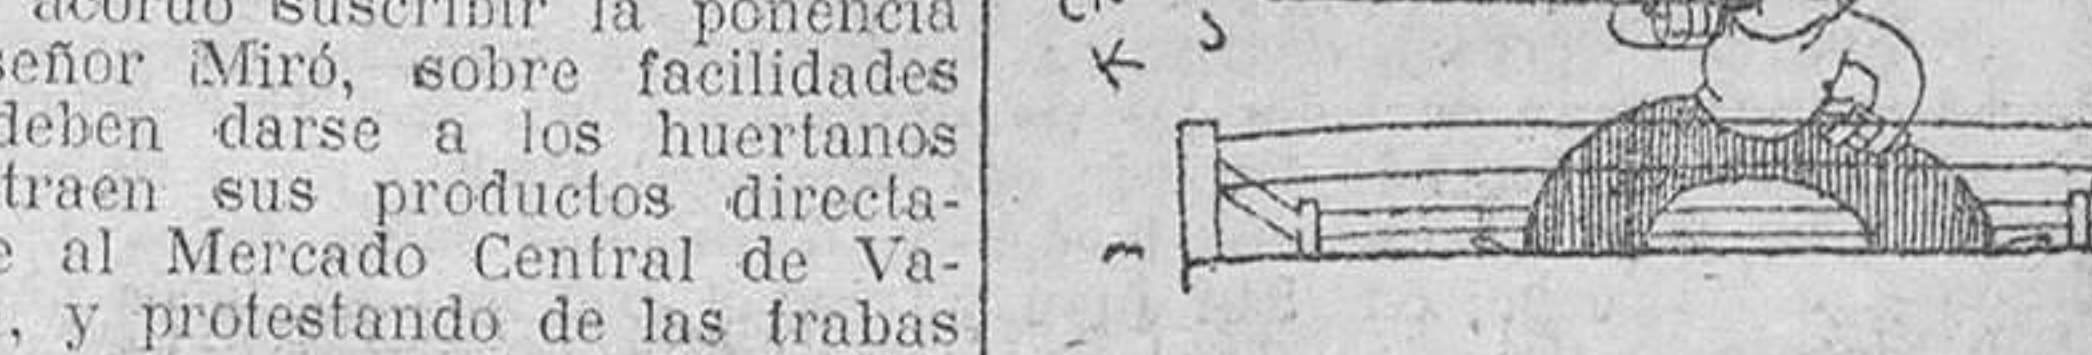 acordó suscribir la ponencia
señor Miró, sobre facilidades
deben darse a los huertanos
traen sus productos directa-
e al Mercado Central de Va-
, y protestando de las trabas
K S